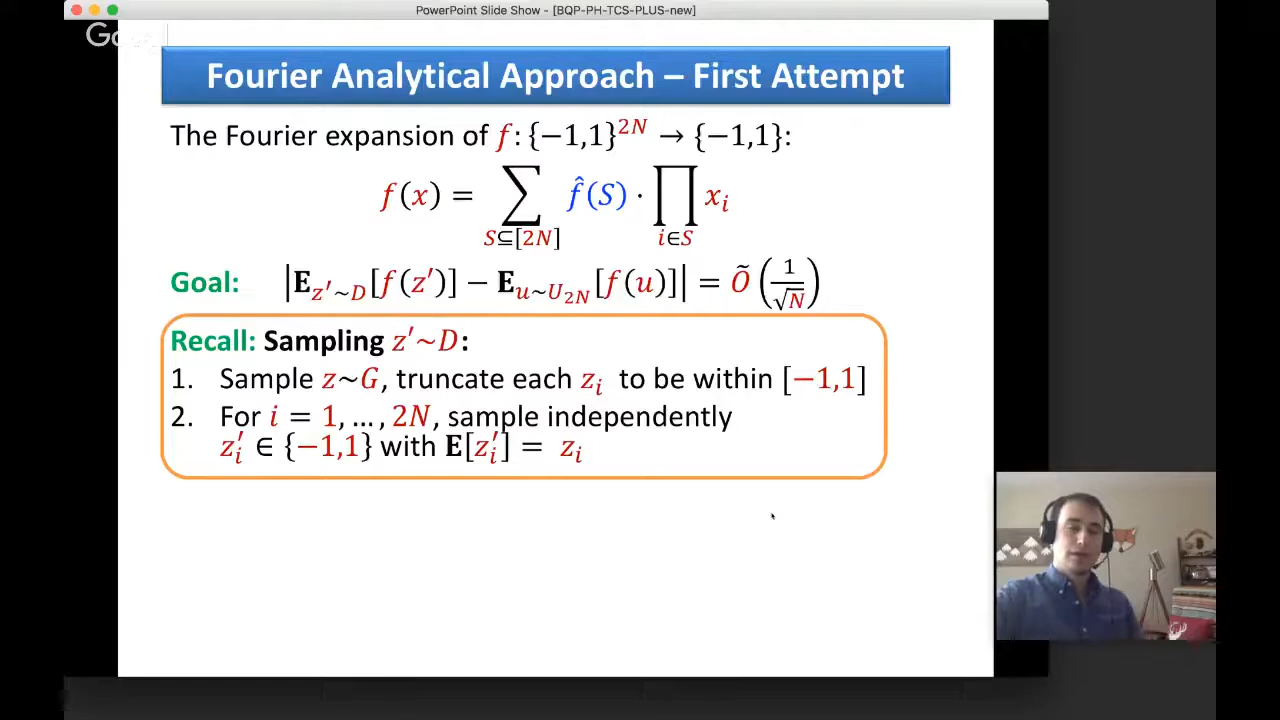 PowerPoint Slide Show - [BQP-PH-TCS-PLUS-new]
Fourier Analytical Approach – First Attempt
The Fourier expansion of f: {−1,1}^{2N} → {−1,1}:
f(x) = ∑_{S⊆[2N]} f̂(S) · ∏_{i∈S} x_i
Goal: |E_{z′~D}[f(z′)] − E_{u~U_{2N}}[f(u)]| = Õ(1/√N)
Recall: Sampling z′~D:
1. Sample z~G, truncate each z_i to be within [−1,1]
2. For i = 1, …, 2N, sample independently
z′_i ∈ {−1,1} with E[z′_i] = z_i